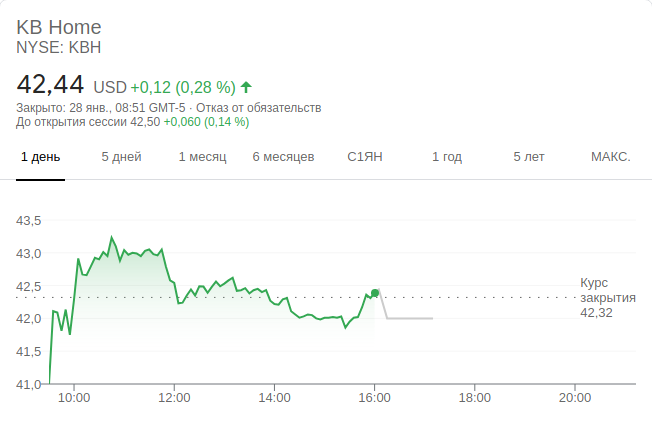 KB Home
NYSE: KBH
42,44 USD +0,12 (0,28 %)
Закрыто: 28 янв., 08:51 GMT-5 · Отказ от обязательств
До открытия сессии 42,50 +0,060 (0,14 %)
1 день 5 дней 1 месяц 6 месяцев С1ЯН 1 год 5 лет МАКС.
43,5
43,0
42,5
42,0
41,5
41,0
Курс
закрытия
42,32
10:00 12:00 14:00 16:00 18:00 20:00